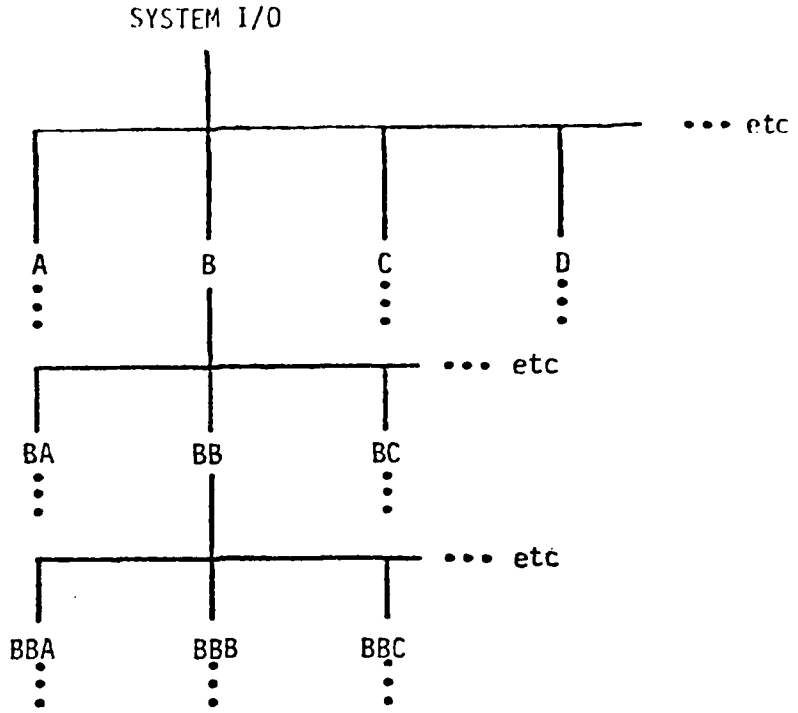 SYSTEM I/O
••• etc
A B C D
••• etc
BA BB BC
••• etc
BBA BBB BBC